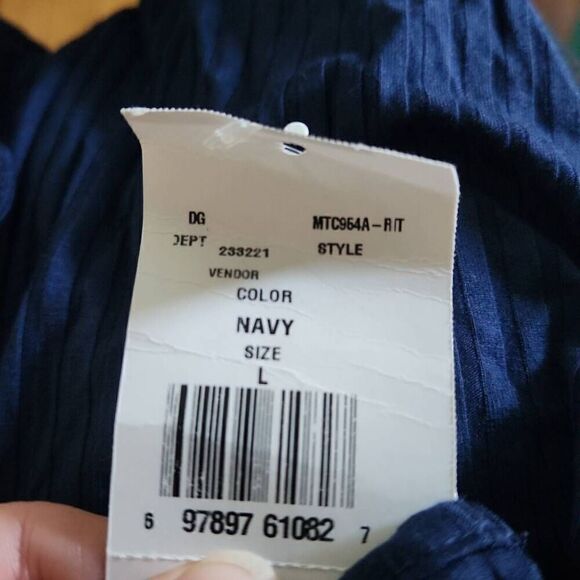 DG MTC954A-RIT
DEPT 233221 STYLE
VENDOR
COLOR
NAVY
SIZE
L
6 97897 61082 7